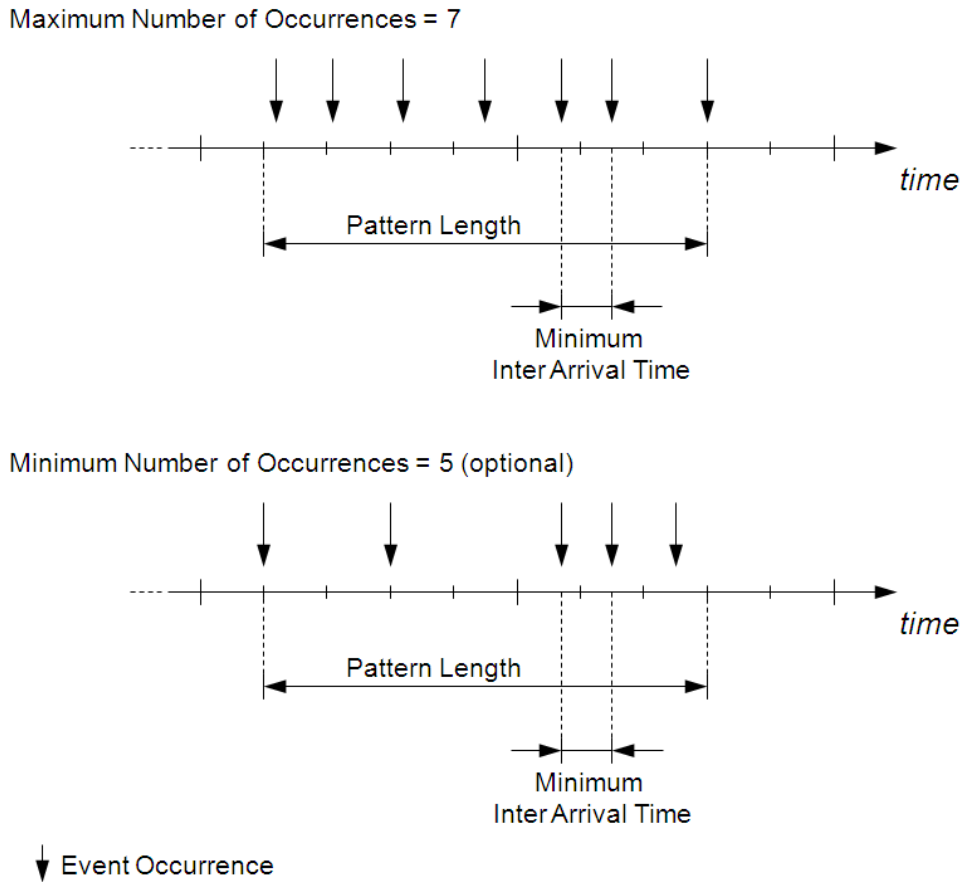 Maximum Number of Occurrences = 7
time
Pattern Length
Minimum
Inter Arrival Time
Minimum Number of Occurrences = 5 (optional)
time
Pattern Length
Minimum
Inter Arrival Time
Event Occurrence